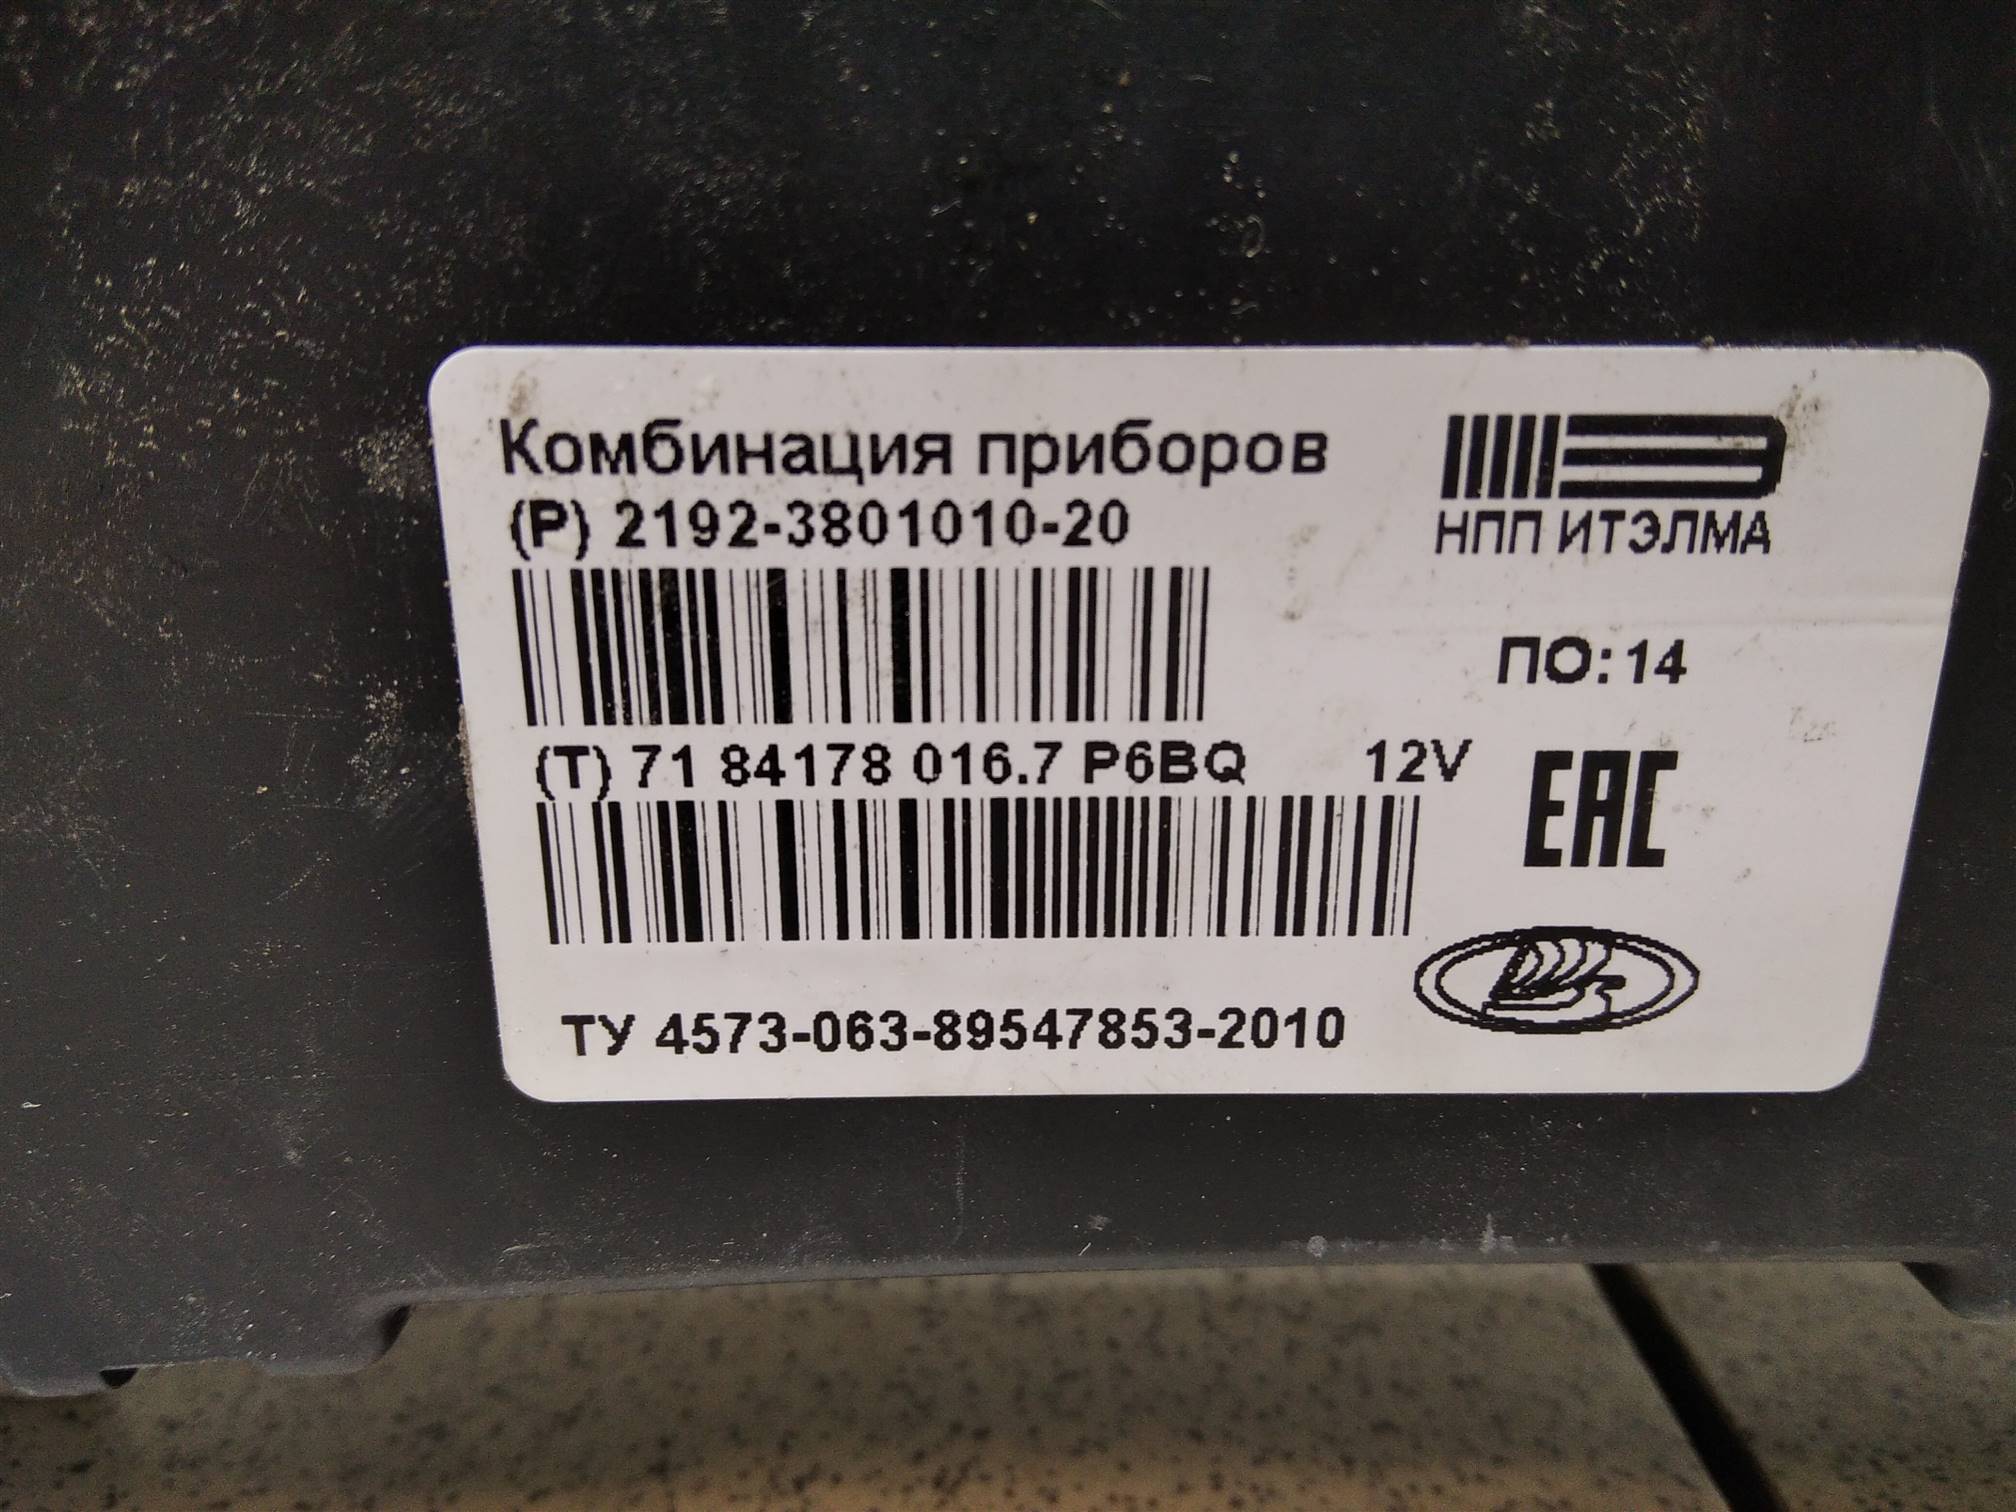 Комбинация приборов
(P) 2192-3801010-20
НПП ИТЭЛМА
ПО: 14
(T) 71 84178 016.7 P6BQ 12V
EAC
ТУ 4573-063-89547853-2010